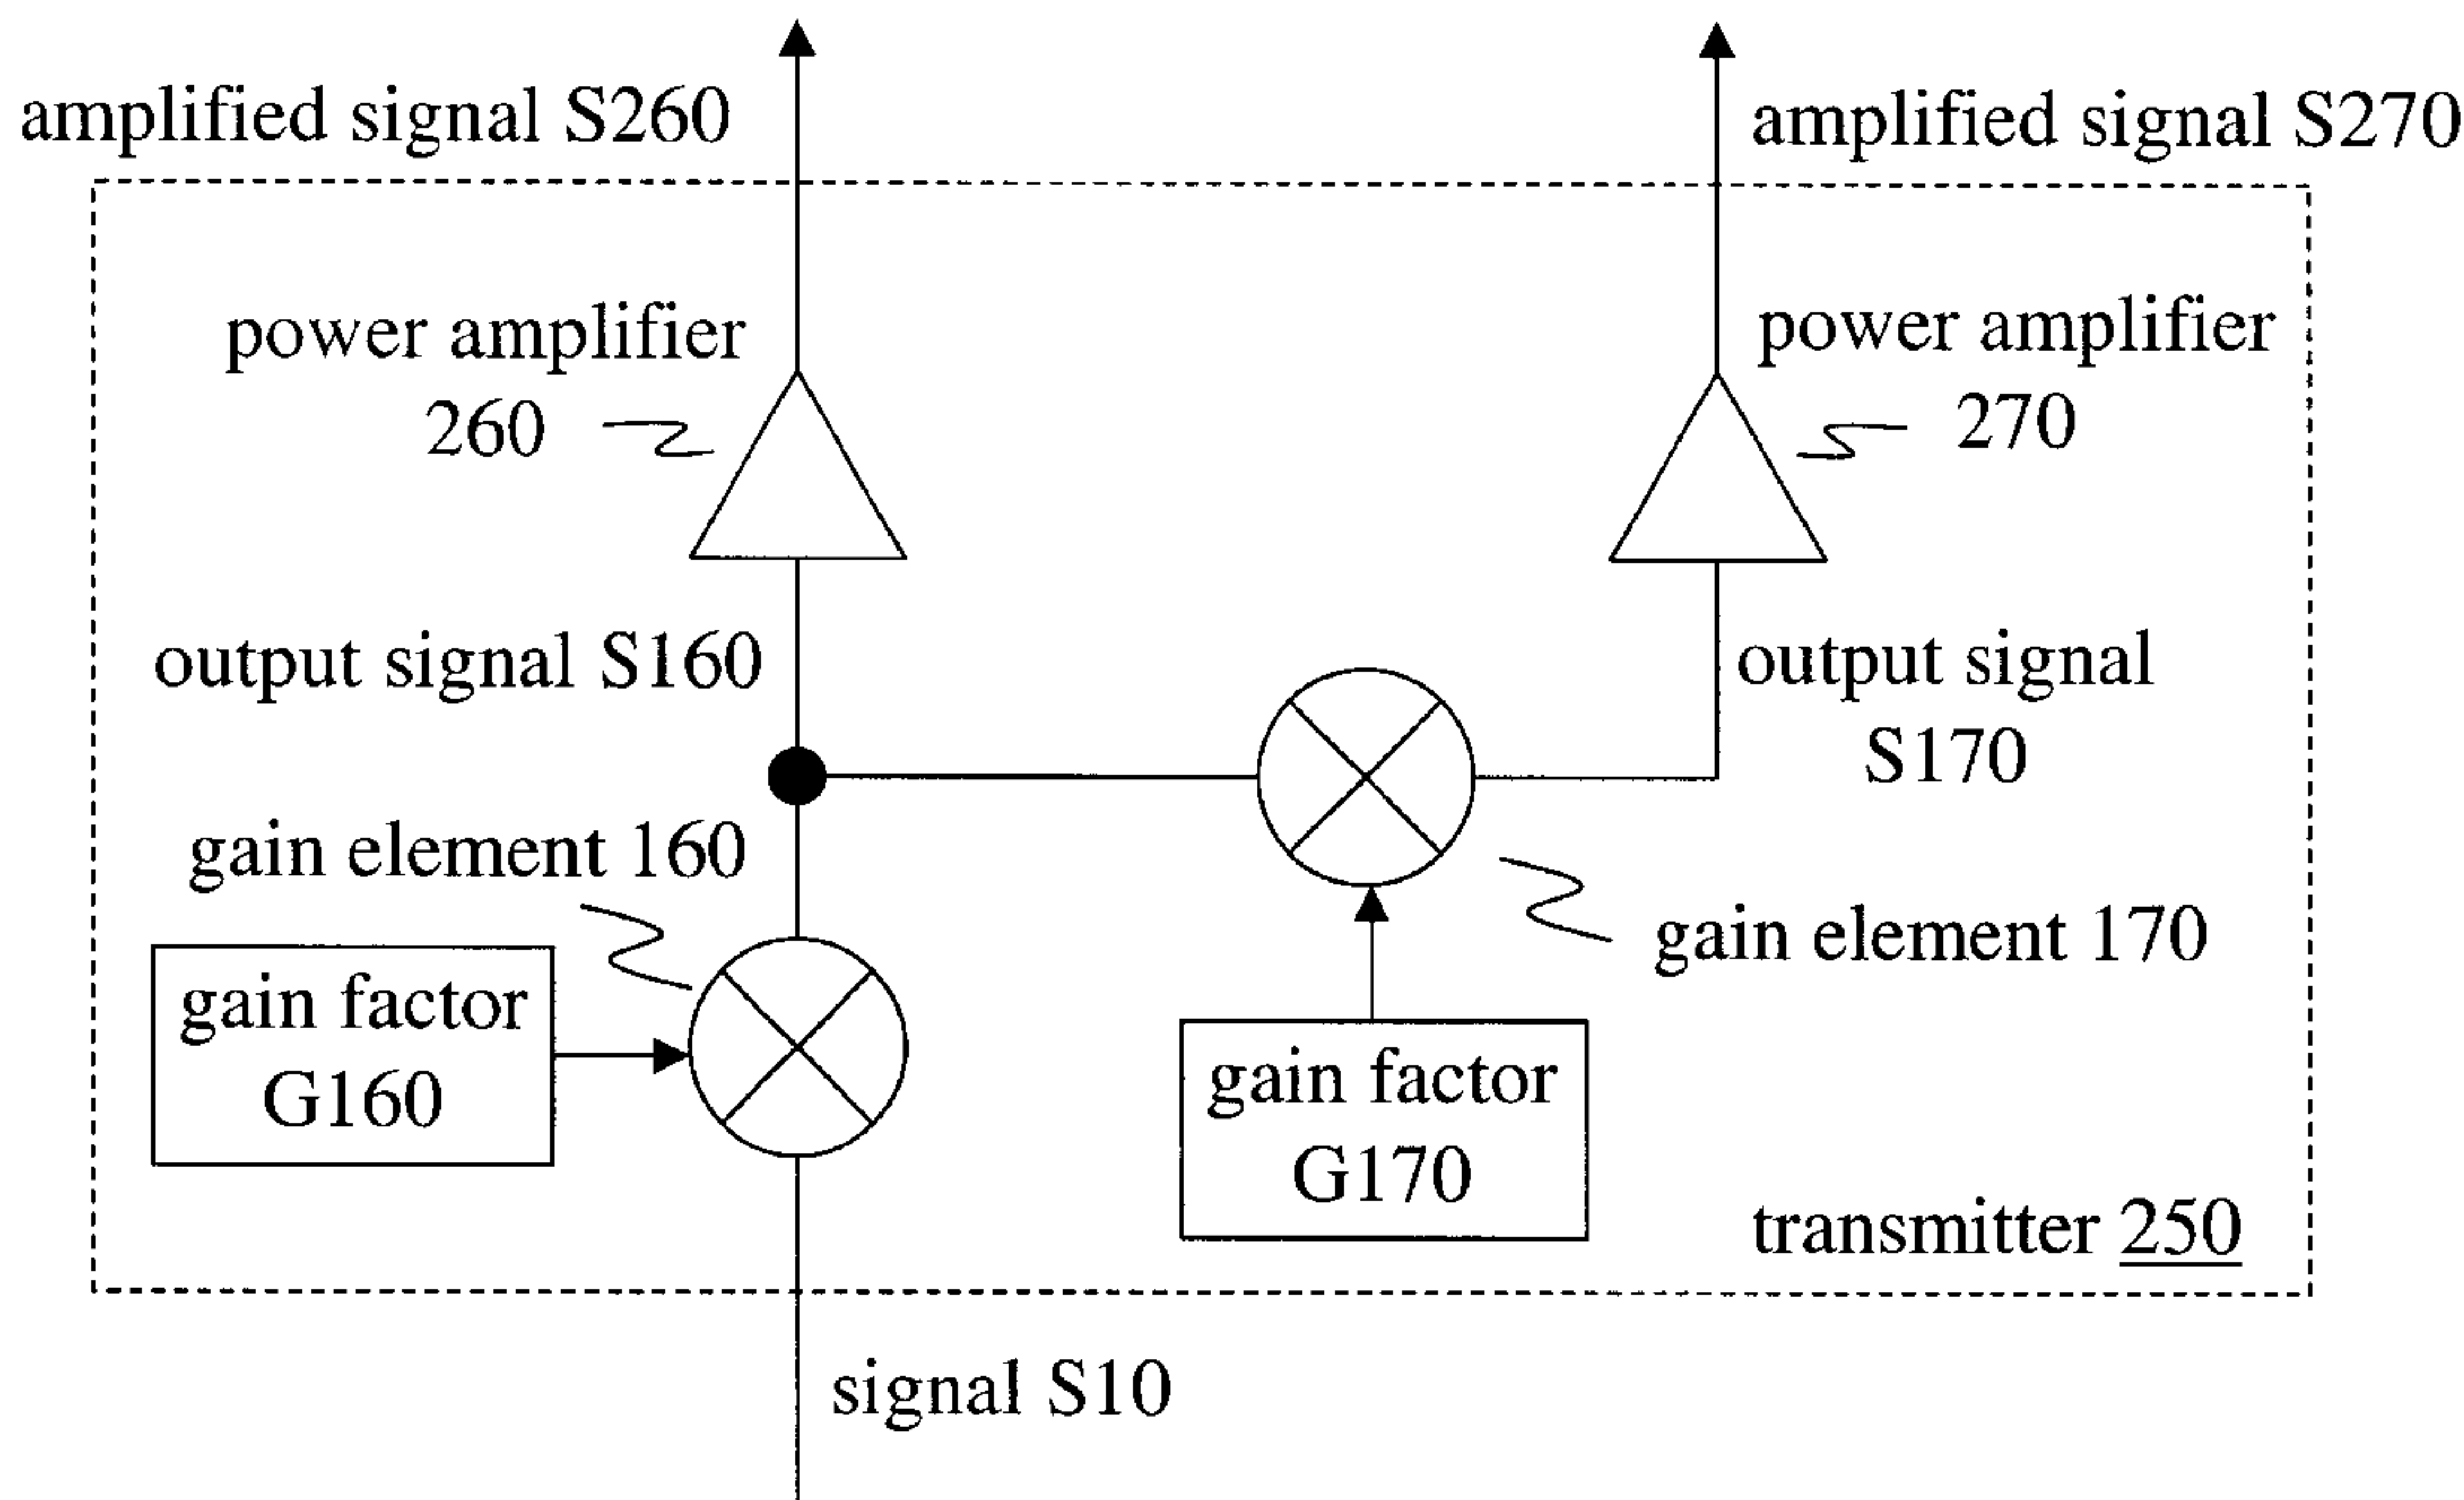 amplified signal S260
amplified signal S270
power amplifier
260
power amplifier
270
output signal S160
output signal
S170
gain element 160
gain element 170
gain factor
G160
gain factor
G170
transmitter 250
signal S10